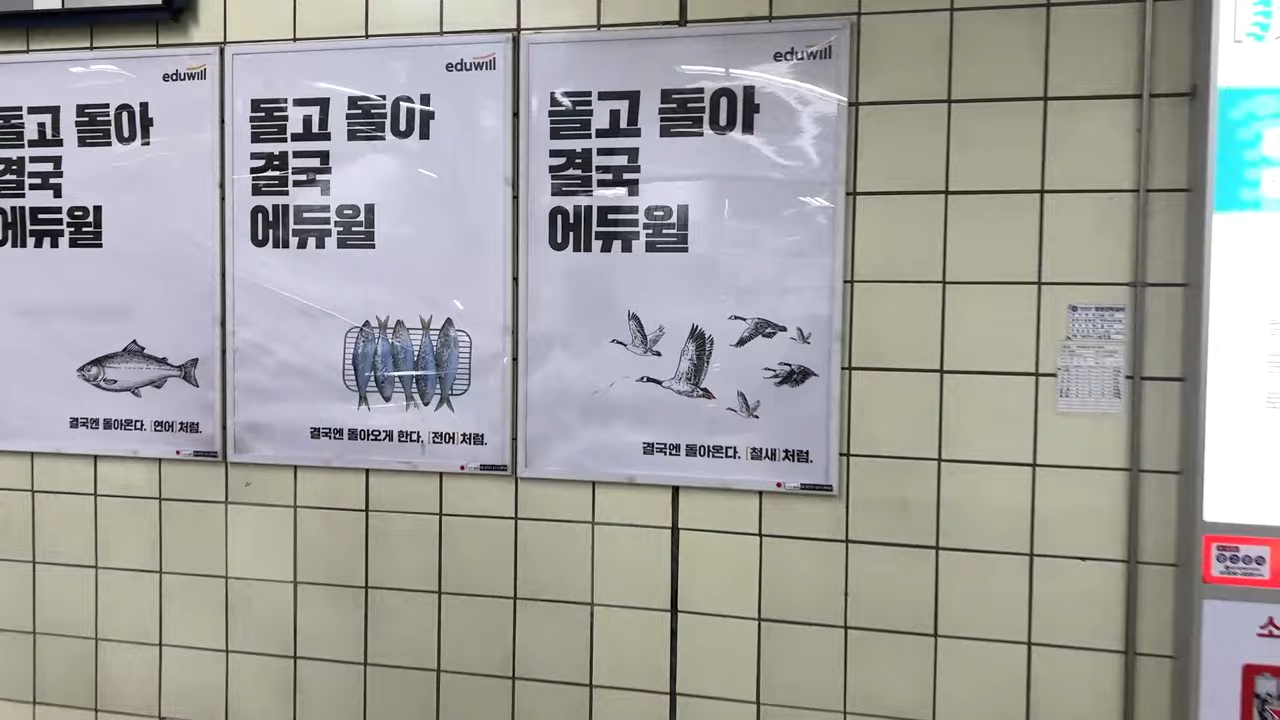 eduwill
돌고 돌아
결국
에듀윌
결국엔 돌아온다. [연어]처럼.
eduwill
돌고 돌아
결국
에듀윌
결국엔 돌아오게 한다. [전어]처럼.
eduwill
돌고 돌아
결국
에듀윌
결국엔 돌아온다. [철새]처럼.
소